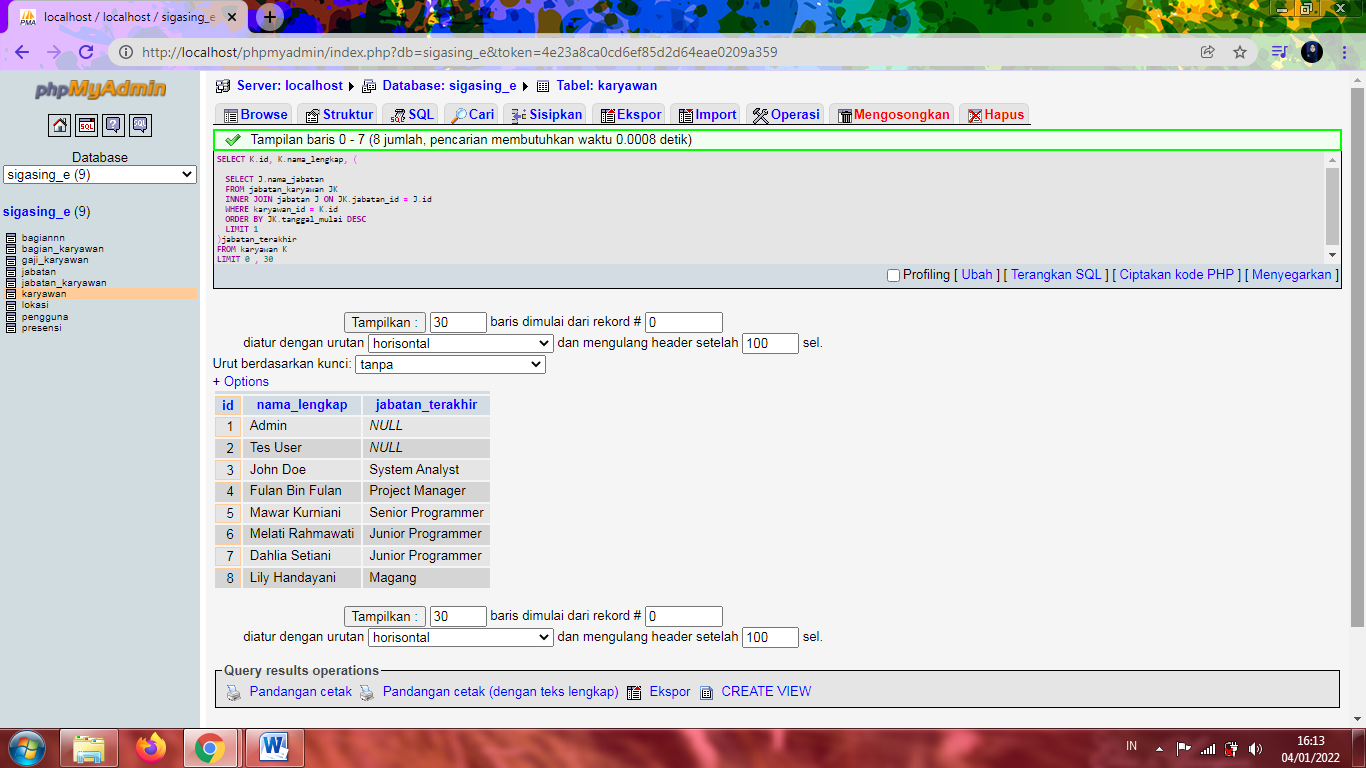 localhost / localhost / sigasing_e
http://localhost/phpmyadmin/index.php?db=sigasing_e&token=4e23a8ca0cd6ef85d2d64eae0209a359
phpMyAdmin
Database
sigasing_e (9)
sigasing_e (9)
bagiannn
bagian_karyawan
gaji_karyawan
jabatan
jabatan_karyawan
karyawan
lokasi
pengguna
presensi
Server: localhost Database: sigasing_e Tabel: karyawan
Browse Struktur SQL Cari Sisipkan Ekspor Import Operasi Mengosongkan Hapus
Tampilan baris 0 - 7 (8 jumlah, pencarian membutuhkan waktu 0.0008 detik)
SELECT K.id, K.nama_lengkap, (
SELECT J.nama_jabatan
FROM jabatan_karyawan JK
INNER JOIN jabatan J ON JK.jabatan_id = J.id
WHERE karyawan_id = K.id
ORDER BY JK.tanggal_mulai DESC
LIMIT 1
)jabatan_terakhir
FROM karyawan K
LIMIT 0 , 30
Profiling [ Ubah ] [ Terangkan SQL ] [ Ciptakan kode PHP ] [ Menyegarkan ]
Tampilkan : 30 baris dimulai dari rekord # 0
diatur dengan urutan horisontal dan mengulang header setelah 100 sel.
Urut berdasarkan kunci: tanpa
+ Options
id nama_lengkap jabatan_terakhir
1 Admin NULL
2 Tes User NULL
3 John Doe System Analyst
4 Fulan Bin Fulan Project Manager
5 Mawar Kurniani Senior Programmer
6 Melati Rahmawati Junior Programmer
7 Dahlia Setiani Junior Programmer
8 Lily Handayani Magang
Tampilkan : 30 baris dimulai dari rekord # 0
diatur dengan urutan horisontal dan mengulang header setelah 100 sel.
Query results operations
Pandangan cetak Pandangan cetak (dengan teks lengkap) Ekspor CREATE VIEW
IN
16:13
04/01/2022